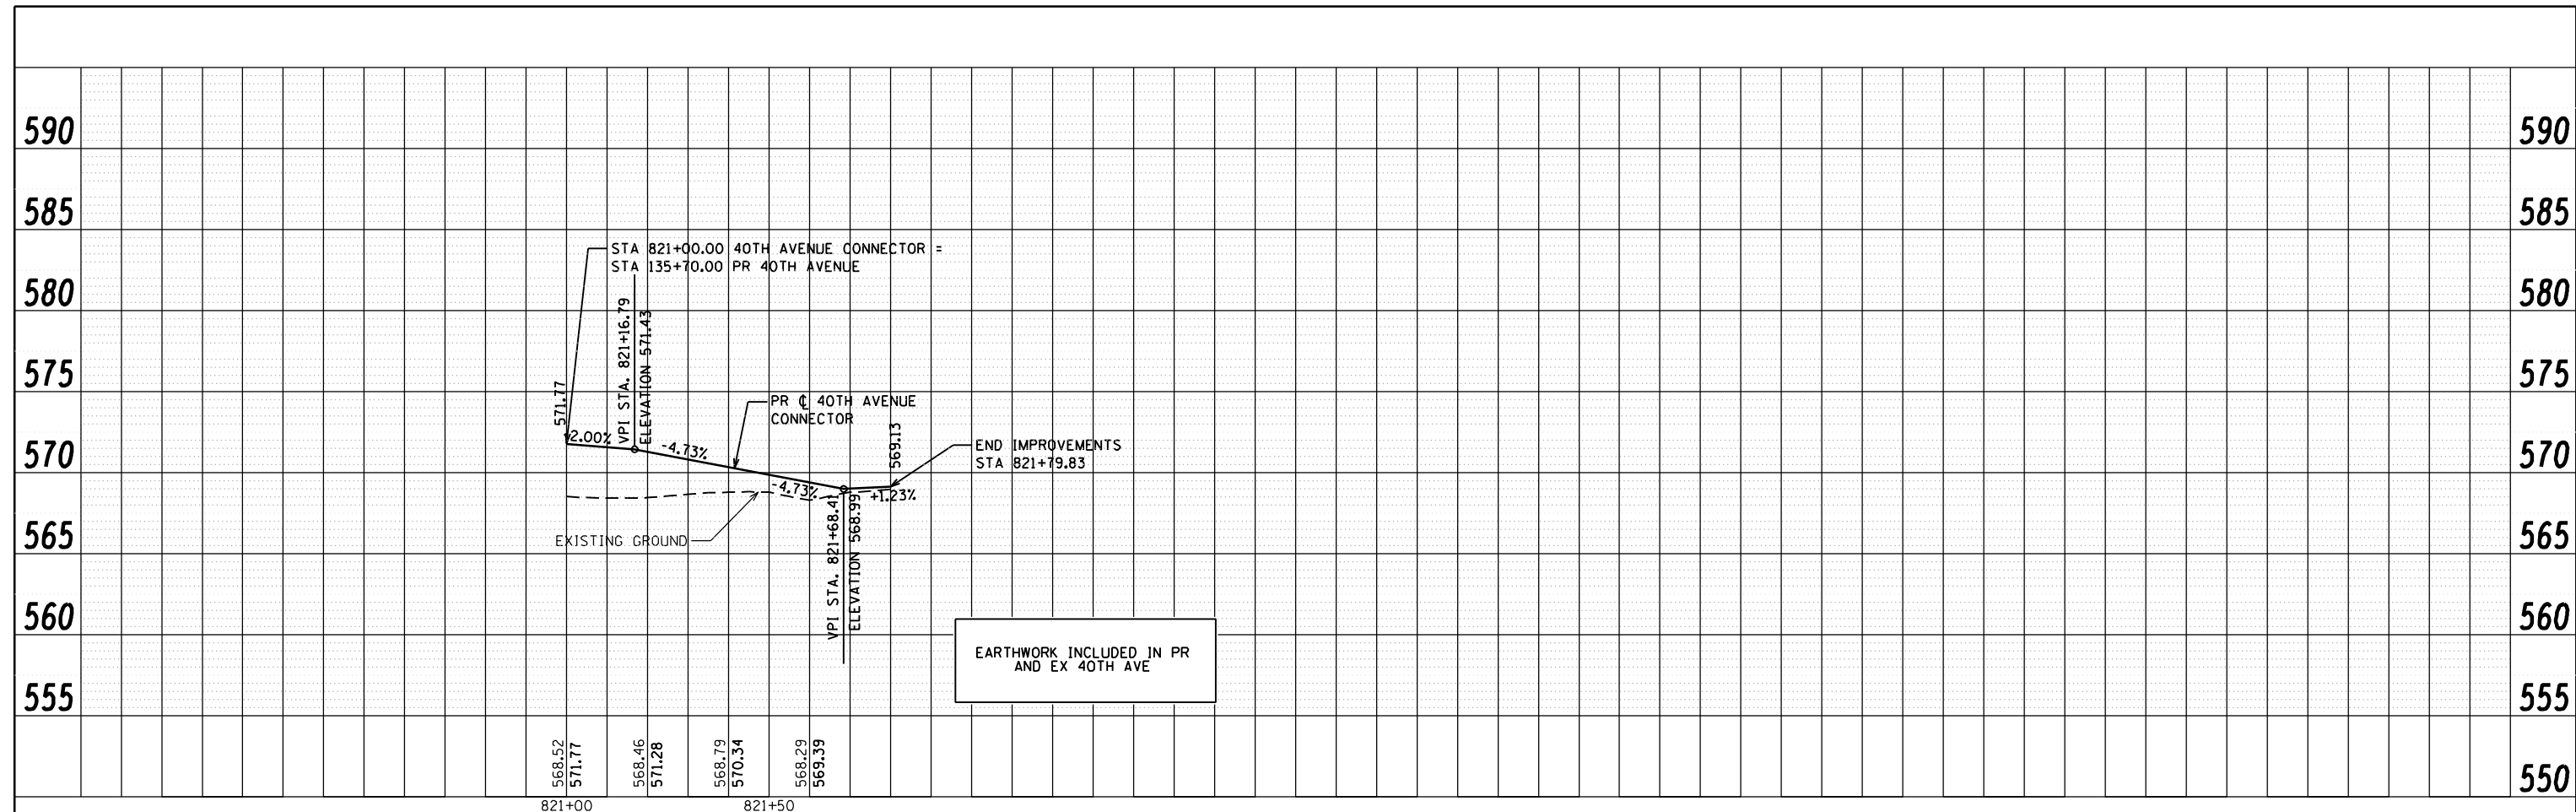 590
590
585
585
STA 821+00.00 40TH AVENUE CONNECTOR =
STA 135+70.00 PR 40TH AVENUE
580
580
VPI STA. 821+16.79
ELEVATION 571.43
575
575
571.77
PR ℄ 40TH AVENUE
CONNECTOR
-2.00%
-4.73%
569.13
END IMPROVEMENTS
STA 821+79.83
570
570
-4.73%
+1.23%
VPI STA. 821+68.41
ELEVATION 568.99
EXISTING GROUND
565
565
560
560
EARTHWORK INCLUDED IN PR
AND EX 40TH AVE
555
555
568.52
571.77
568.46
571.28
568.79
570.34
568.29
569.39
550
821+00
821+50